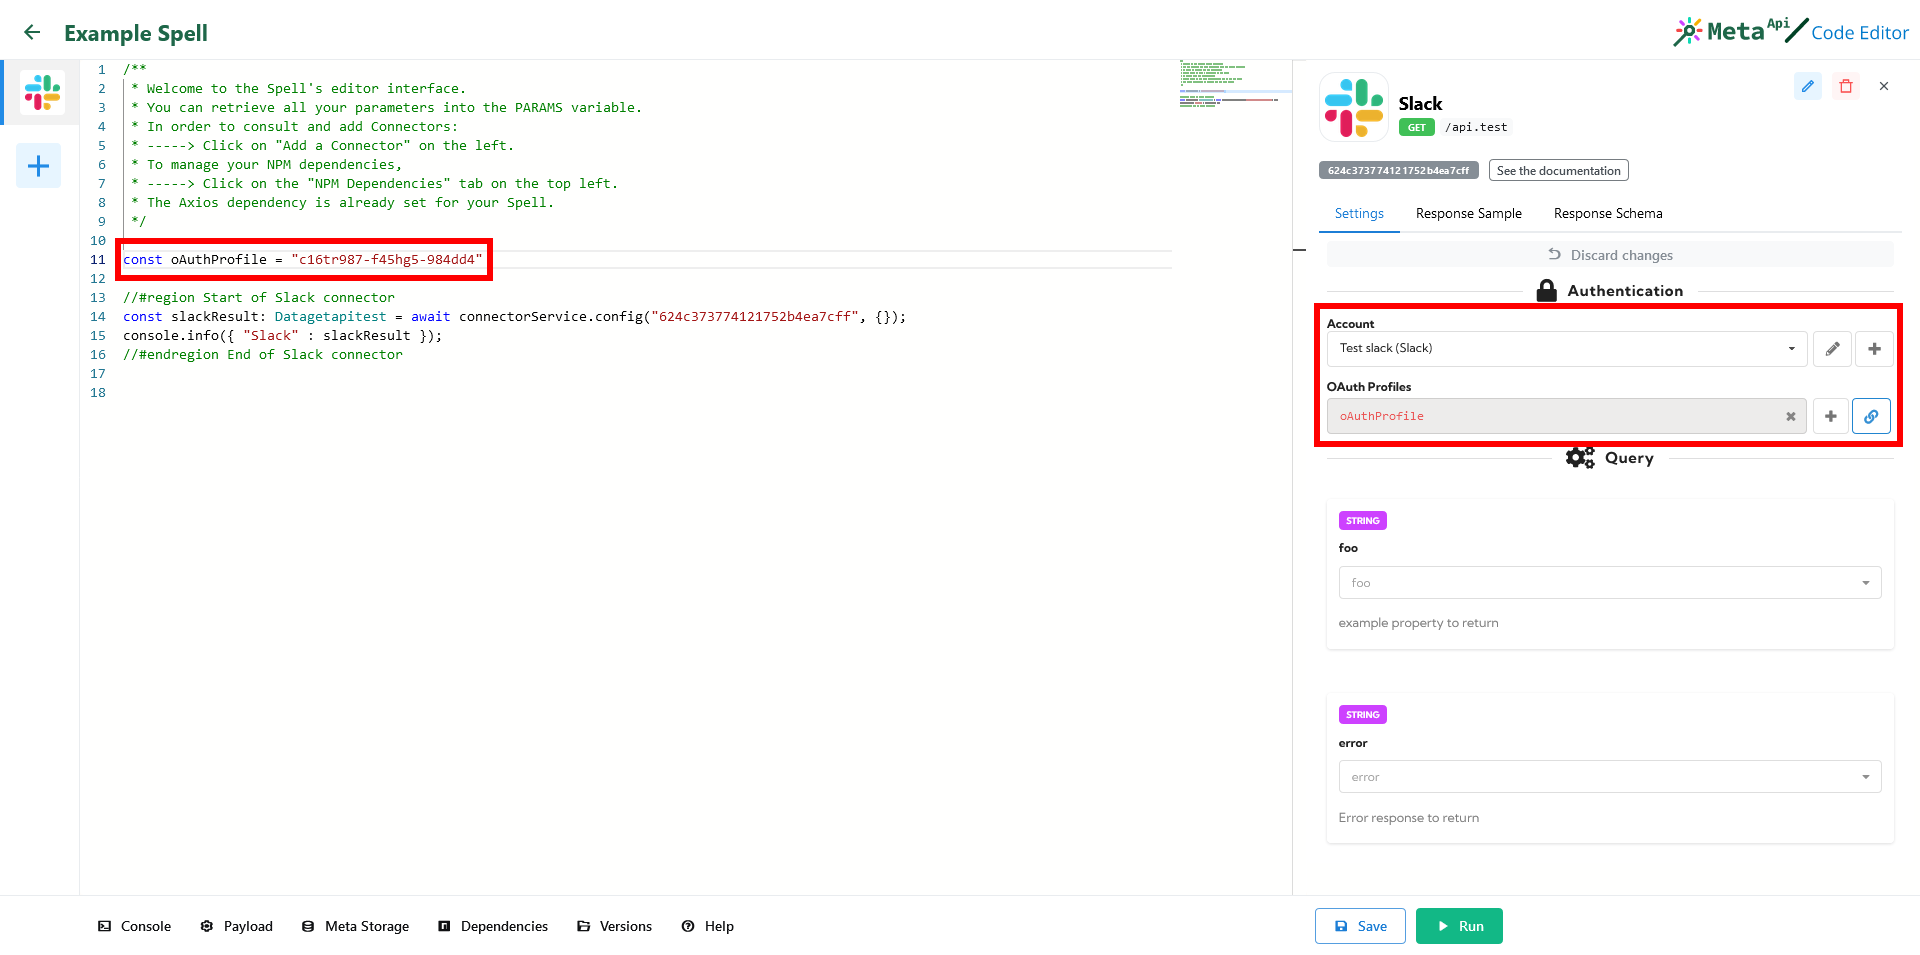 Example Spell
Meta Api / Code Editor
1 /**
2 * Welcome to the Spell's editor interface.
3 * You can retrieve all your parameters into the PARAMS variable.
4 * In order to consult and add Connectors:
5 * -----> Click on "Add a Connector" on the left.
6 * To manage your NPM dependencies,
7 * -----> Click on the "NPM Dependencies" tab on the top left.
8 * The Axios dependency is already set for your Spell.
9 */
10
11 const oAuthProfile = "c16tr987-f45hg5-984dd4"
12
13 //#region Start of Slack connector
14 const slackResult: Datagetapitest = await connectorService.config("624c373774121752b4ea7cff", {});
15 console.info({ "Slack" : slackResult });
16 //#endregion End of Slack connector
17
18
Slack
GET /api.test
624c373774121752b4ea7cff See the documentation
Settings Response Sample Response Schema
Discard changes
Authentication
Account
Test slack (Slack)
OAuth Profiles
oAuthProfile
Query
STRING
foo
foo
example property to return
STRING
error
error
Error response to return
Console Payload Meta Storage Dependencies Versions Help
Save Run